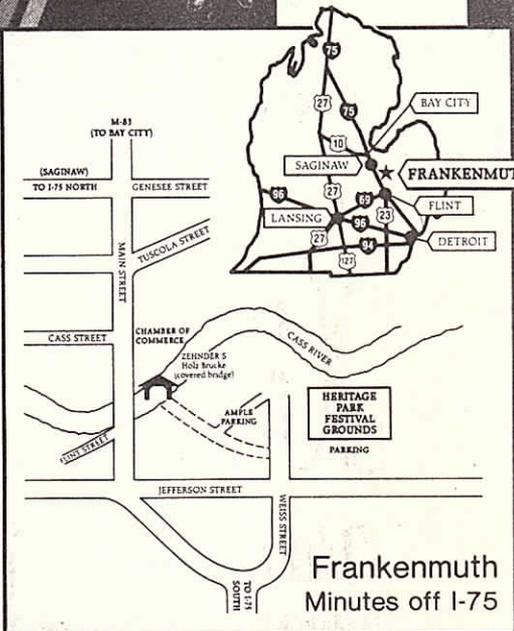 75
27
75
BAY CITY
10
SAGINAW
FRANKENMUT
27
96
69
FLINT
LANSING
96
23
27
94
DETROIT
127
M-83
(TO BAY CITY)
(SAGINAW)
TO I-75 NORTH
GENESEE STREET
TUSCOLA STREET
MAIN STREET
CASS STREET
CHAMBER OF
COMMERCE
CASS RIVER
ZEHNDER'S
Holz Brucke
(covered bridge)
AMPLE
PARKING
HERITAGE
PARK
FESTIVAL
GROUNDS
PARKING
FLINT STREET
JEFFERSON STREET
WEISS STREET
SOUTH
Frankenmuth
Minutes off I-75